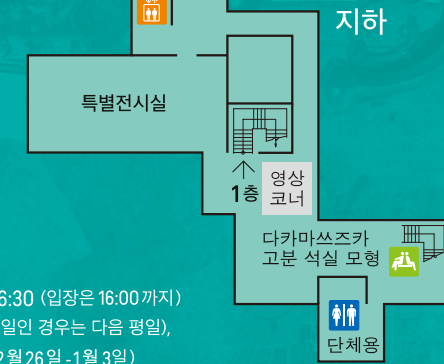 지하
특별전시실
1층
영상
코너
다카마쓰즈카
고분 석실 모형
단체용
6:30 (입장은 16:00까지)
일인 경우는 다음 평일),
월26일-1월3일)